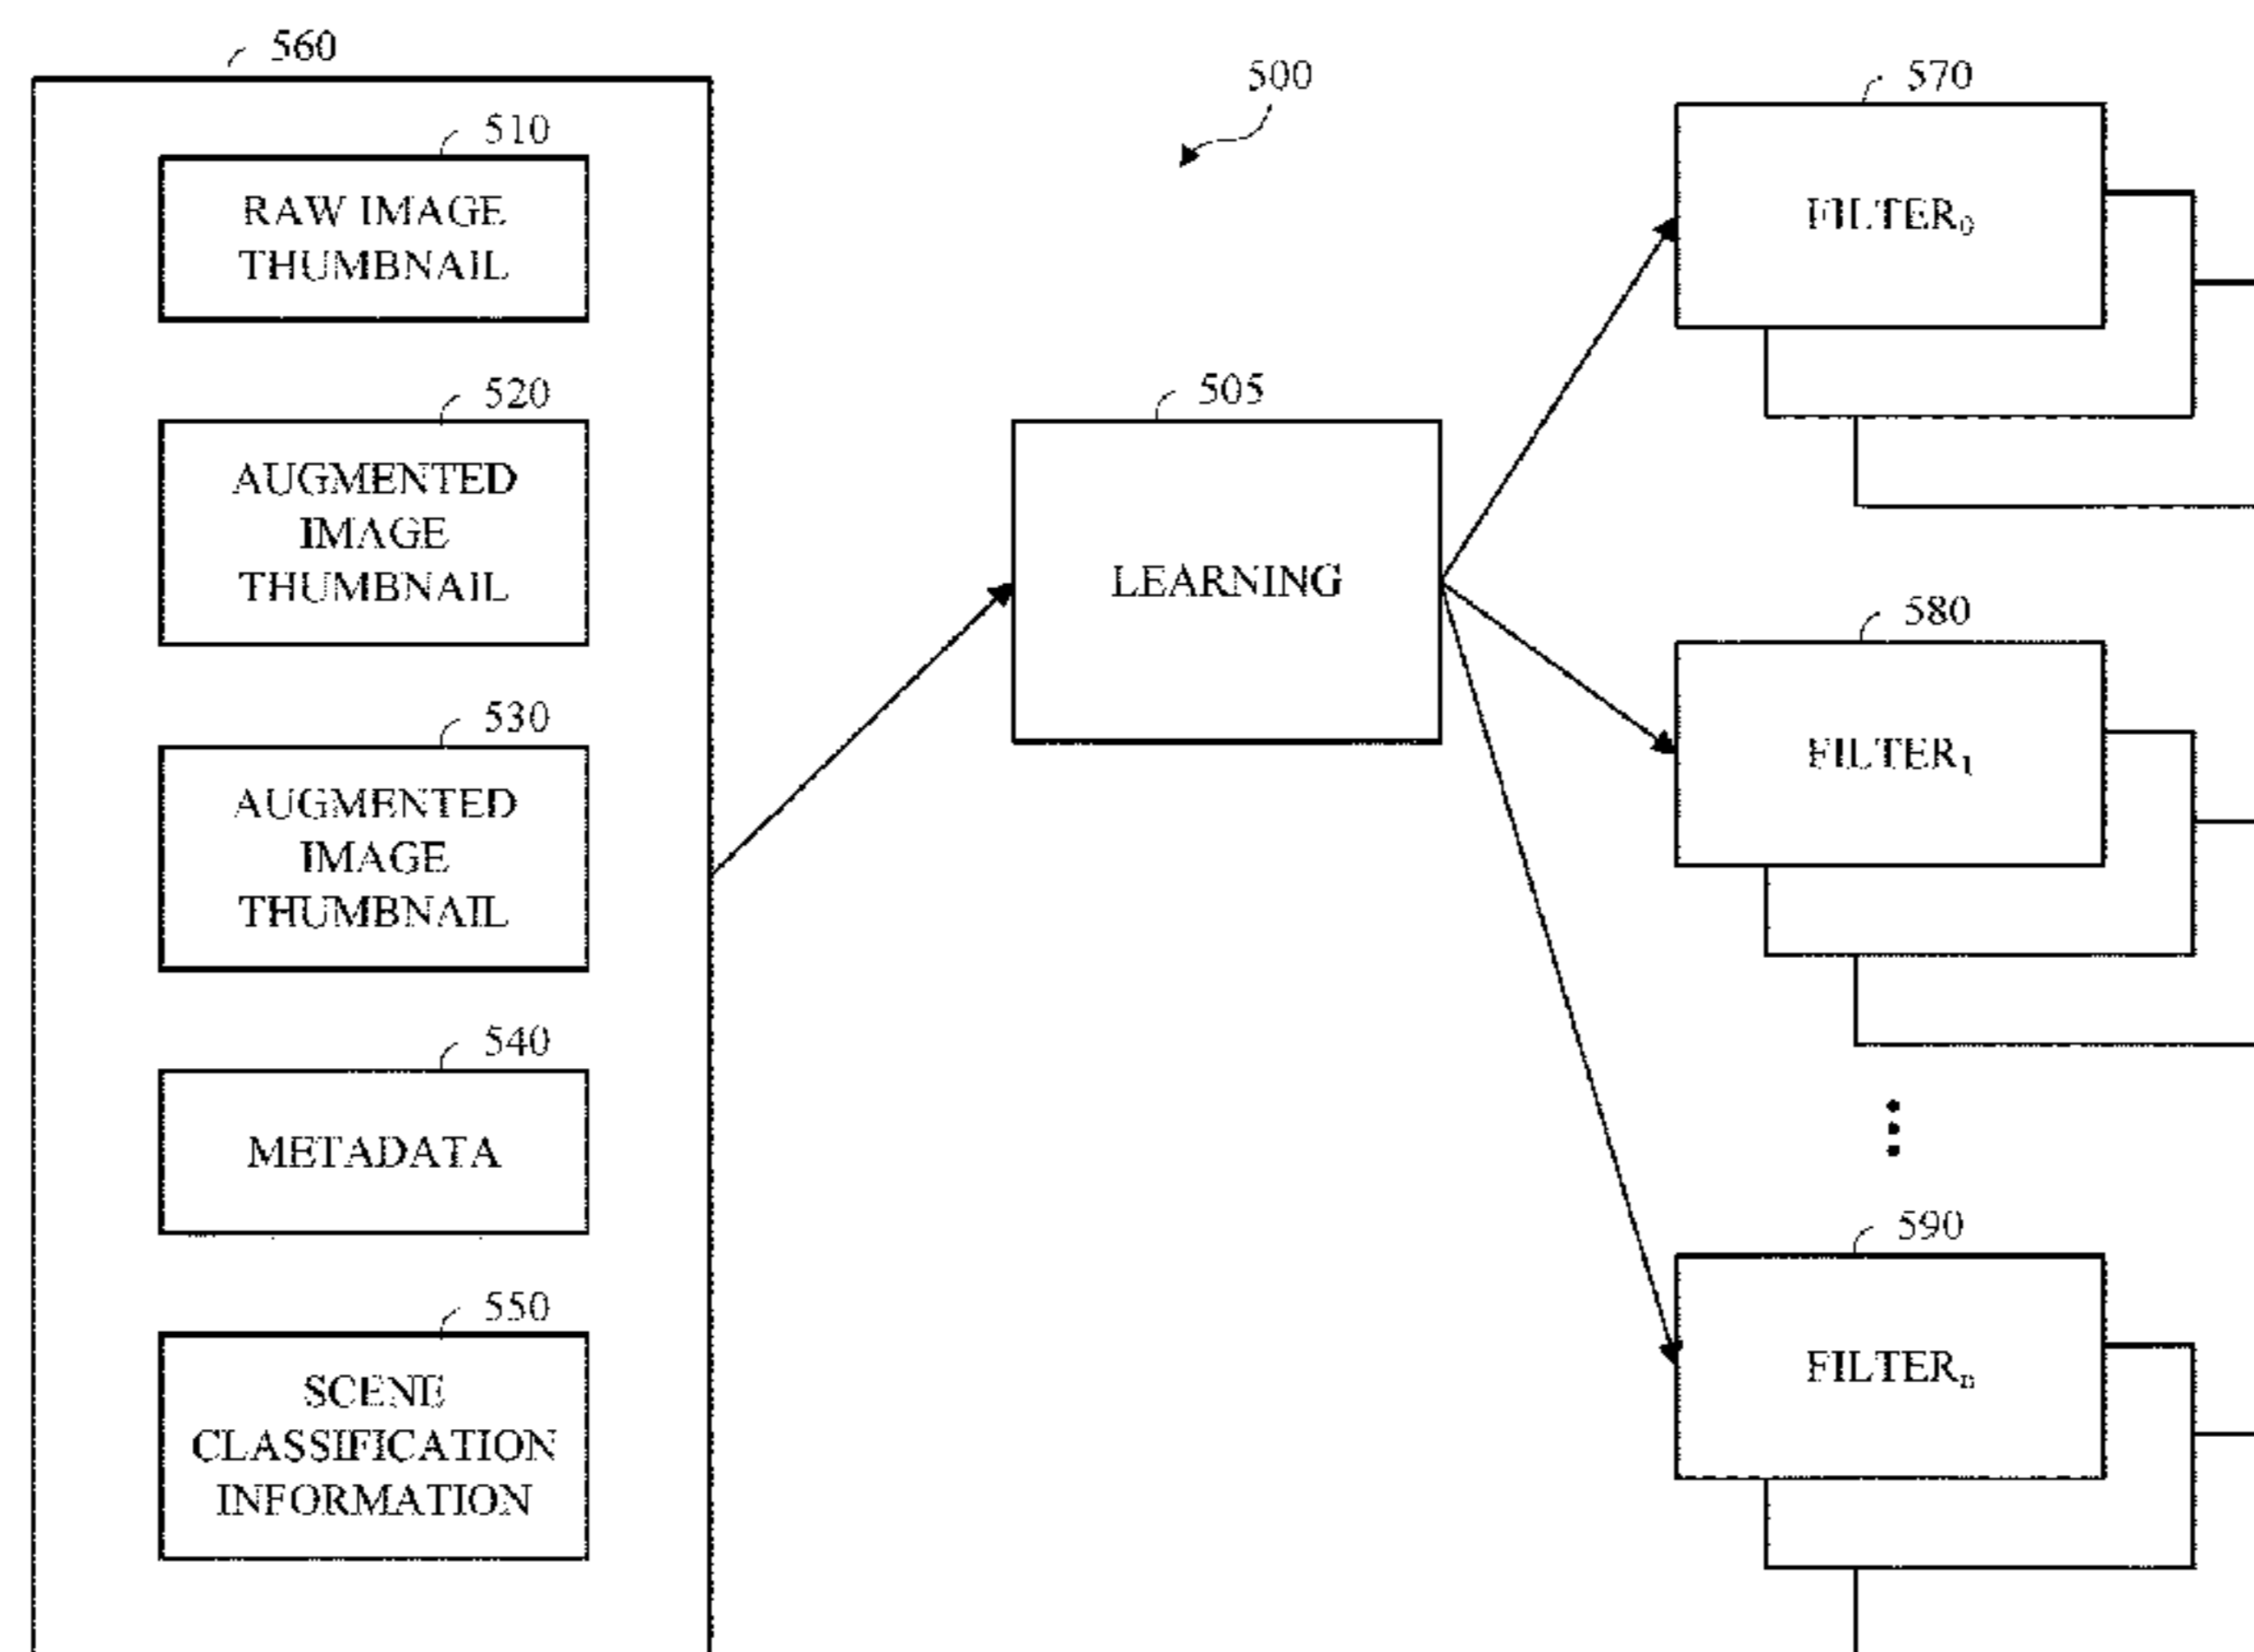 560
510
RAW IMAGE
THUMBNAIL
520
AUGMENTED
IMAGE
THUMBNAIL
530
AUGMENTED
IMAGE
THUMBNAIL
540
METADATA
550
SCENE
CLASSIFICATION
INFORMATION
500
505
LEARNING
570
FILTER₀
580
FILTER₁
590
FILTERₙ